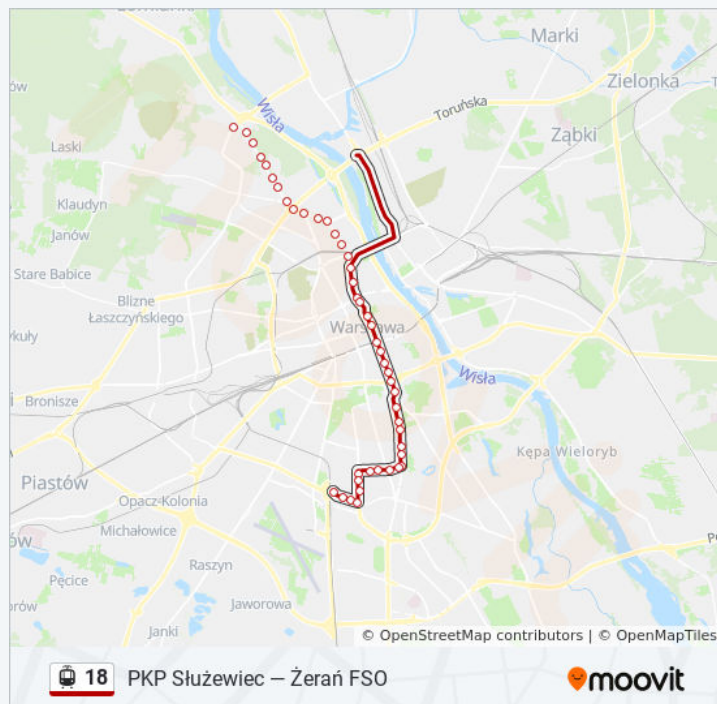 Marki
Zielonka
Toruńska
Wisła
Ząbki
Laski
Klaudyn
Janów
Stare Babice
Blizne
Łaszczyńskiego
Warszawa
Wisła
Bronisze
Kępa Wieloryb
Piastów
Opacz-Kolonia
Michałowice
Raszyn
Pęcice
Jaworowa
Janki
© OpenStreetMap contributors | © OpenMapTiles
18 PKP Służewiec — Żerań FSO
moovit